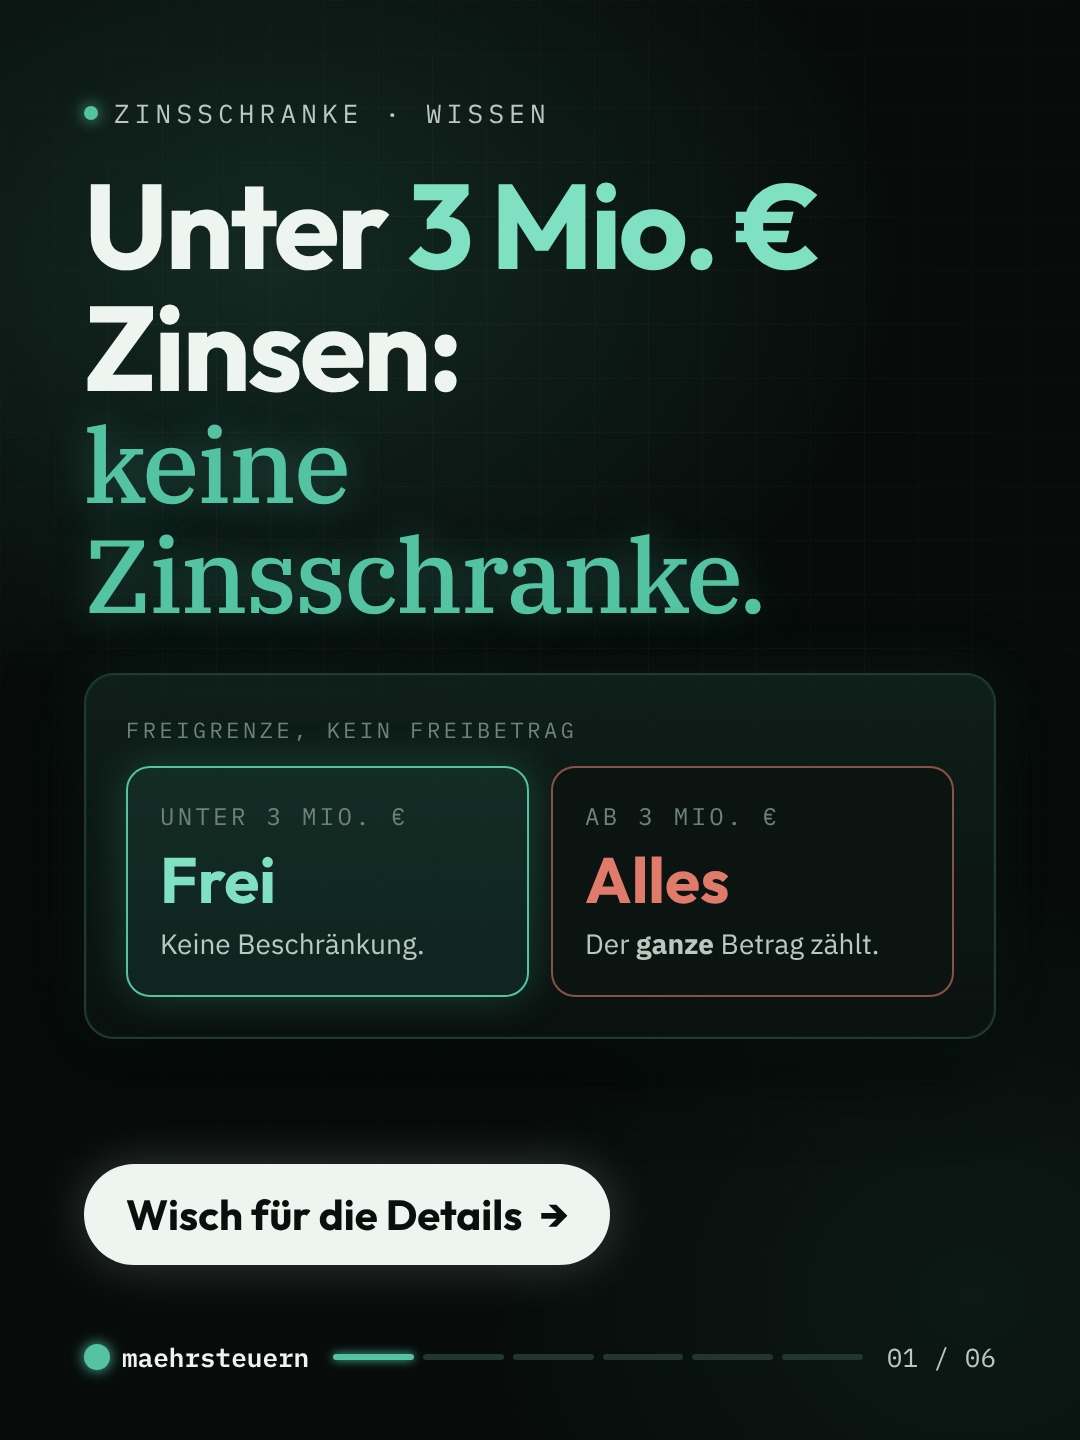 ZINSSCHRANKE · WISSEN
Unter 3 Mio. €
Zinsen:
keine
Zinsschranke.
FREIGRENZE, KEIN FREIBETRAG
UNTER 3 MIO. €
Frei
Keine Beschränkung.
AB 3 MIO. €
Alles
Der ganze Betrag zählt.
Wisch für die Details →
maehrsteuern
01 / 06